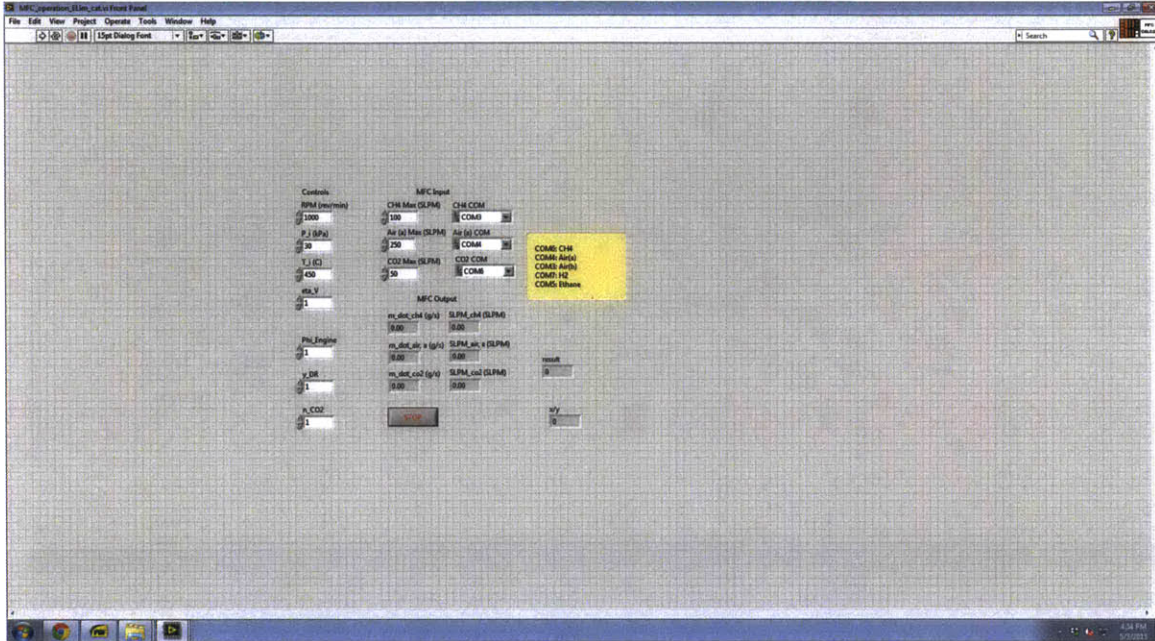 MFC_operation_ELim_cat.vi Front Panel
File Edit View Project Operate Tools Window Help
15pt Dialog Font
Search
Controls
MFC Input
RPM (rev/min)
CH4 Max (SLPM)
CH4 COM
1000
100
COM3
P_i (kPa)
Air (a) Max (SLPM)
Air (a) COM
30
250
COM4
T_i (C)
CO2 Max (SLPM)
CO2 COM
450
50
COM6
eta_V
1
COM6: CH4
COM4: Air(a)
COM3: Air(b)
COM7: H2
COM5: Ethane
MFC Output
m_dot_ch4 (g/s)
SLPM_ch4 (SLPM)
0.00
0.00
Phi_Engine
m_dot_air, a (g/s)
SLPM_air, a (SLPM)
1
0.00
0.00
result
0
y_DR
m_dot_co2 (g/s)
SLPM_co2 (SLPM)
1
0.00
0.00
n_CO2
1
STOP
x/y
0
4:34 PM